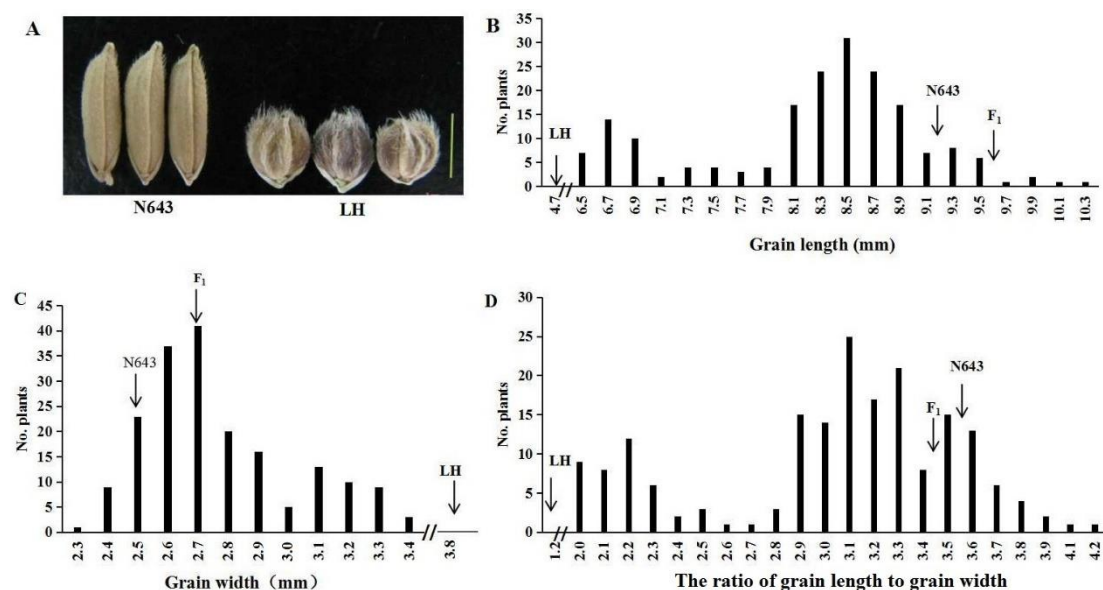 A
N643
LH
B
No. plants
35
30
25
20
15
10
5
0
LH
N643
F1
4.7 6.5 6.7 6.9 7.1 7.3 7.5 7.7 7.9 8.1 8.3 8.5 8.7 8.9 9.1 9.3 9.5 9.7 9.9 10.1 10.3
Grain length (mm)
C
No. plants
45
40
35
30
25
20
15
10
5
0
N643
F1
LH
2.3 2.4 2.5 2.6 2.7 2.8 2.9 3.0 3.1 3.2 3.3 3.4 3.8
Grain width（mm）
D
No. plants
30
25
20
15
10
5
0
LH
F1
N643
1.2 2.0 2.1 2.2 2.3 2.4 2.5 2.6 2.7 2.8 2.9 3.0 3.1 3.2 3.3 3.4 3.5 3.6 3.7 3.8 3.9 4.1 4.2
The ratio of grain length to grain width